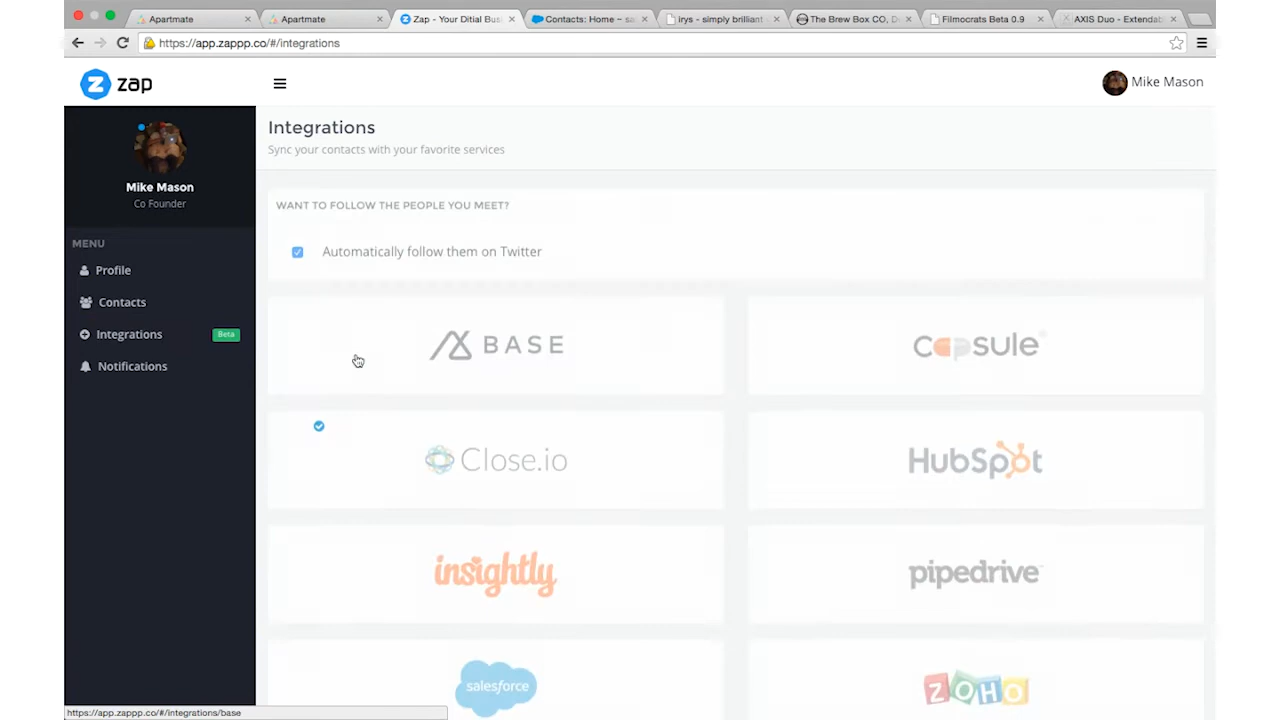 Apartmate
Apartmate
Zap - Your Ditial Busi
Contacts: Home ~ sa
irys - simply brilliant -
The Brew Box CO, De
Filmocrats Beta 0.9
AXIS Duo - Extendab
https://app.zappp.co/#/integrations
zap
Mike Mason
Mike Mason
Co Founder
MENU
Profile
Contacts
Integrations
Beta
Notifications
Integrations
Sync your contacts with your favorite services
WANT TO FOLLOW THE PEOPLE YOU MEET?
Automatically follow them on Twitter
BASE
Capsule
Close.io
HubSpot
insightly
pipedrive
salesforce
ZOHO
https://app.zappp.co/#/integrations/base